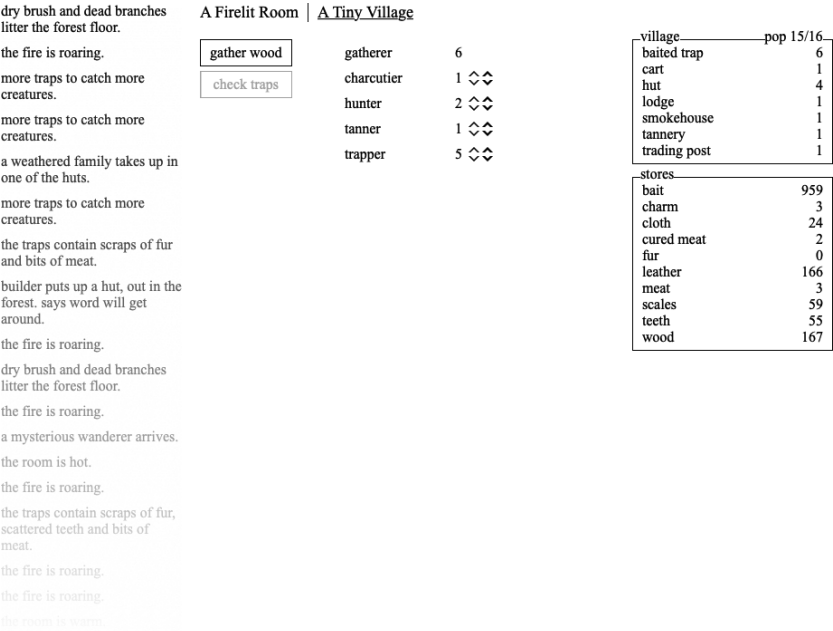 dry brush and dead branches
litter the forest floor.
the fire is roaring.
more traps to catch more
creatures.
more traps to catch more
creatures.
a weathered family takes up in
one of the huts.
more traps to catch more
creatures.
the traps contain scraps of fur
and bits of meat.
builder puts up a hut, out in the
forest. says word will get
around.
the fire is roaring.
dry brush and dead branches
litter the forest floor.
the fire is roaring.
a mysterious wanderer arrives.
the room is hot.
the fire is roaring.
the traps contain scraps of fur,
scattered teeth and bits of
meat.
the fire is roaring.
the fire is roaring.
the room is warm.
A Firelit Room | A Tiny Village
gather wood
check traps
gatherer 6
charcutier 1
hunter 2
tanner 1
trapper 5
village pop 15/16
baited trap 6
cart 1
hut 4
lodge 1
smokehouse 1
tannery 1
trading post 1
stores
bait 959
charm 3
cloth 24
cured meat 2
fur 0
leather 166
meat 3
scales 59
teeth 55
wood 167